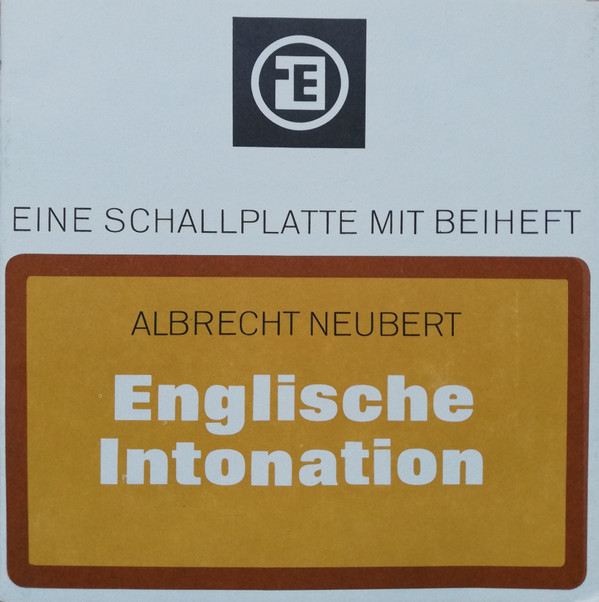 EINE SCHALLPLATTE MIT BEIHEFT
ALBRECHT NEUBERT
Englische
Intonation